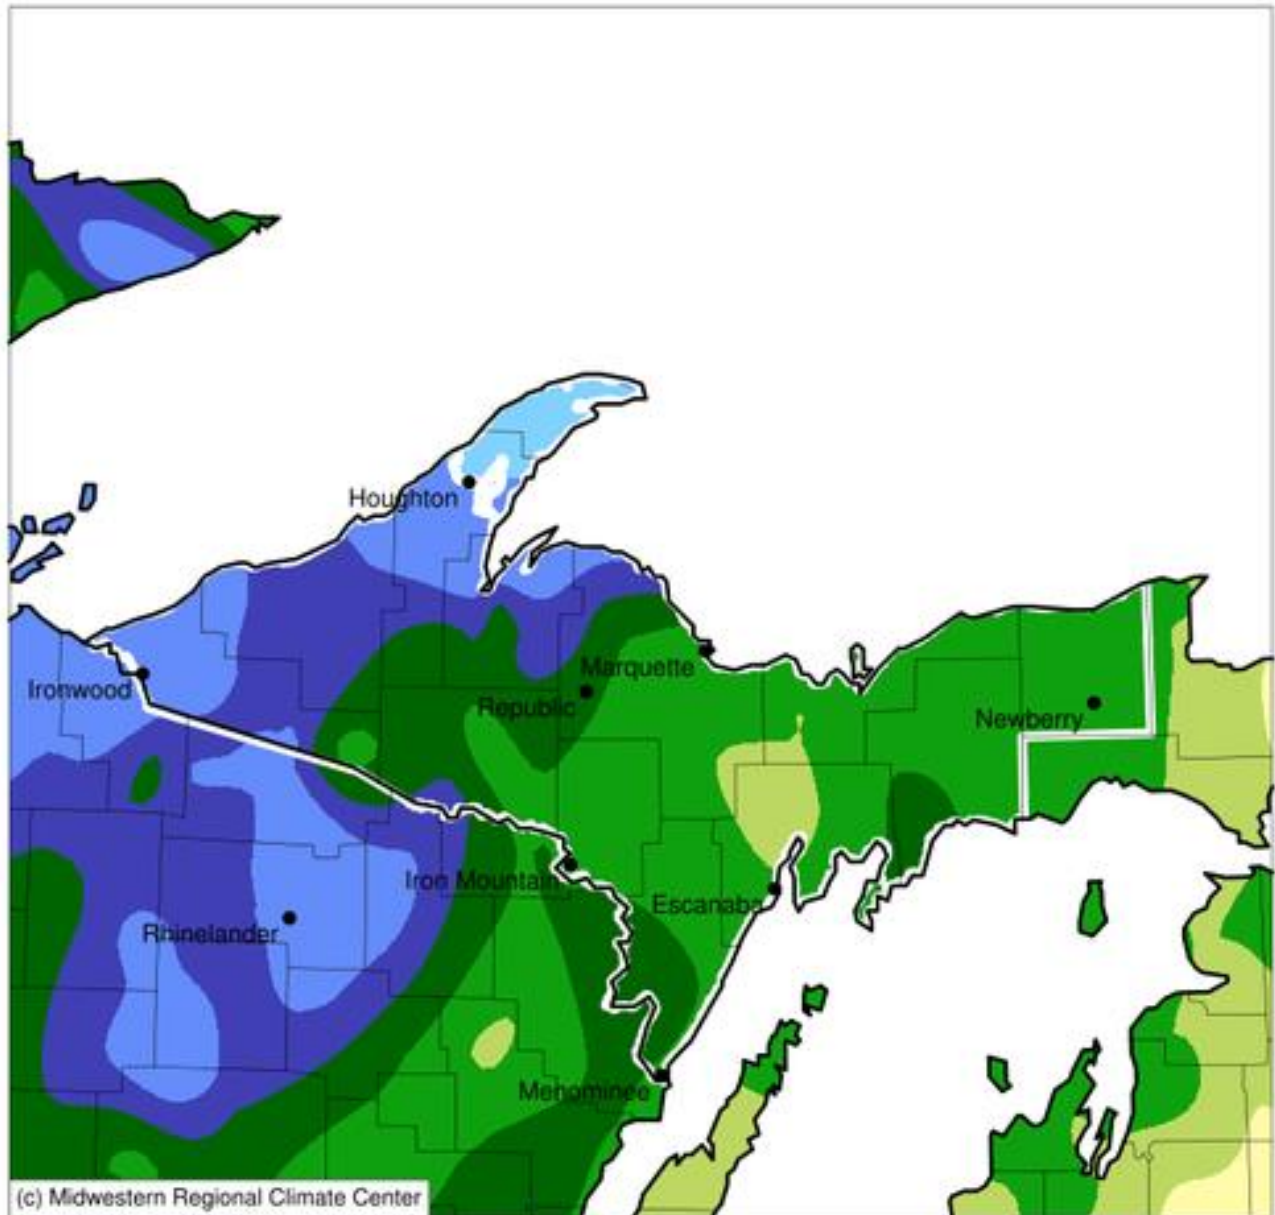 Houghton
Marquette
Ironwood
Republic
Newberry
Iron Mountain
Escanaba
Rhinelander
Menominee
(c) Midwestern Regional Climate Center